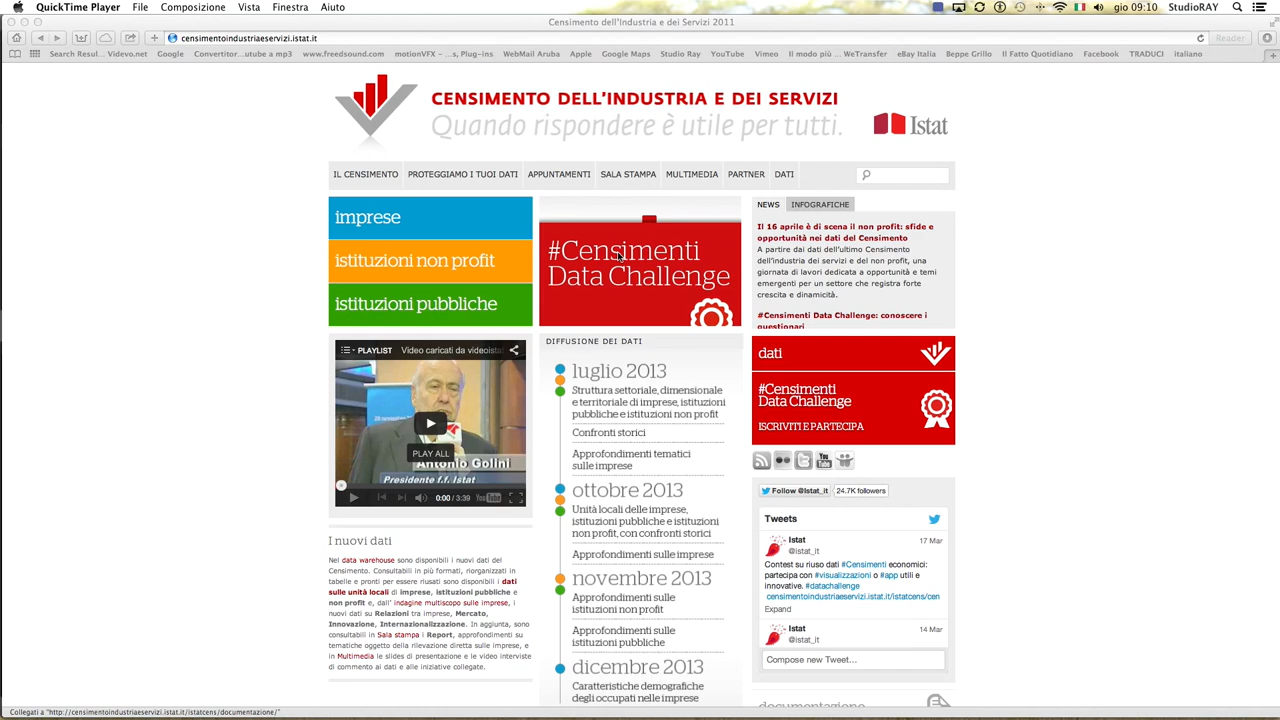 QuickTime Player File Composizione Vista Finestra Aiuto gio 09:10 StudioRAY
Censimento dell'Industria e dei Servizi 2011
censimentoindustriaeservizi.istat.it Reader
Search Resul... Videvo.net Google Convertitor...utube a mp3 www.freedsound.com motionVFX - ...s, Plug-ins WebMail Aruba Apple Google Maps Studio Ray YouTube Vimeo Il modo più ... WeTransfer eBay Italia Beppe Grillo Il Fatto Quotidiano Facebook TRADUCI italiano
CENSIMENTO DELL'INDUSTRIA E DEI SERVIZI
Quando rispondere è utile per tutti.
Istat
IL CENSIMENTO PROTEGGIAMO I TUOI DATI APPUNTAMENTI SALA STAMPA MULTIMEDIA PARTNER DATI
imprese
istituzioni non profit
istituzioni pubbliche
#Censimenti
Data Challenge
NEWS INFOGRAFICHE
Il 16 aprile è di scena il non profit: sfide e
opportunità nei dati del Censimento
A partire dai dati dell'ultimo Censimento
dell'industria dei servizi e del non profit, una
giornata di lavori dedicata a opportunità e temi
emergenti per un settore che registra forte
crescita e dinamicità.
#Censimenti Data Challenge: conoscere i
questionari
PLAYLIST Video caricati da videoistat
PLAY ALL
Antonio Golini
Presidente f.f. Istat
0:00 / 3:39 YouTube
I nuovi dati
Nel data warehouse sono disponibili i nuovi dati del
Censimento. Consultabili in più formati, riorganizzati in
tabelle e pronti per essere riusati sono disponibili i dati
sulle unità locali di imprese, istituzioni pubbliche e
non profit e, dall' indagine multiscopo sulle imprese, i
nuovi dati su Relazioni tra imprese, Mercato,
Innovazione, Internazionalizzazione. In aggiunta, sono
consultabili in Sala stampa i Report, approfondimenti su
tematiche oggetto della rilevazione diretta sulle imprese, e
in Multimedia le slides di presentazione e le video interviste
di commento ai dati e alle iniziative collegate.
DIFFUSIONE DEI DATI
luglio 2013
Struttura settoriale, dimensionale
e territoriale di imprese, istituzioni
pubbliche e istituzioni non profit
Confronti storici
Approfondimenti tematici
sulle imprese
ottobre 2013
Unità locali delle imprese,
istituzioni pubbliche e istituzioni
non profit, con confronti storici
Approfondimenti sulle imprese
novembre 2013
Approfondimenti sulle
istituzioni non profit
Approfondimenti sulle
istituzioni pubbliche
dicembre 2013
Caratteristiche demografiche
degli occupati nelle imprese
dati
#Censimenti
Data Challenge
ISCRIVITI E PARTECIPA
You Tube
Follow @Istat_it 24.7K followers
Tweets
Istat 17 Mar
@istat_it
Contest su riuso dati #Censimenti economici:
partecipa con #visualizzazioni o #app utili e
innovative. #datachallenge
censimentoindustriaeservizi.istat.it/istatcens/cen
Expand
Istat 14 Mar
@istat_it
Compose new Tweet...
documentazione
Collegati a "http://censimentoindustriaeservizi.istat.it/istatcens/documentazione/"